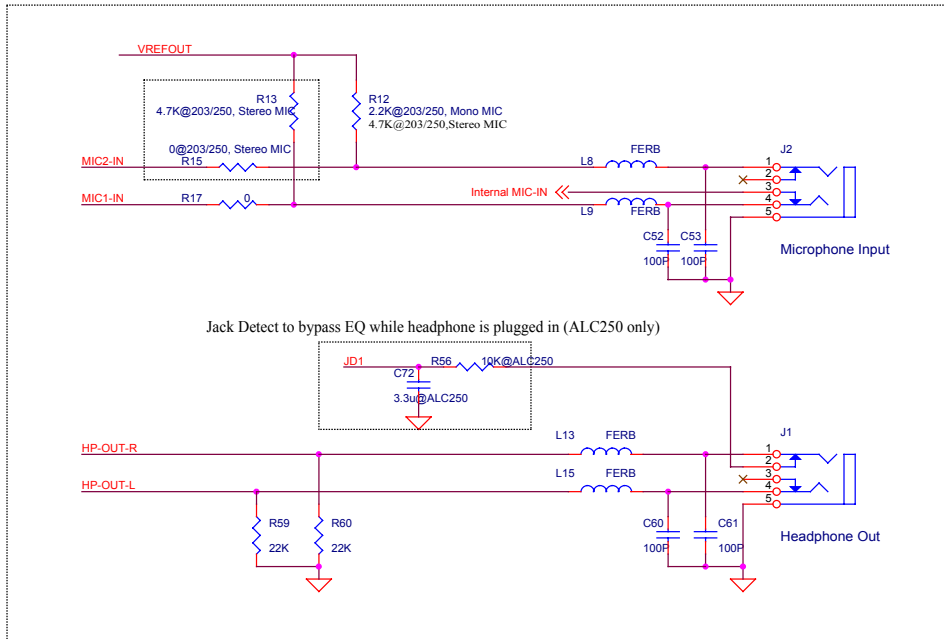 VREFOUT
R13
4.7K@203/250, Stereo MIC
R12
2.2K@203/250, Mono MIC
4.7K@203/250,Stereo MIC
0@203/250, Stereo MIC
MIC2-IN
R15
L8
FERB
J2
1
2
3
4
5
Internal MIC-IN
MIC1-IN
R17
0
L9
FERB
C52
C53
100P
100P
Microphone Input
Jack Detect to bypass EQ while headphone is plugged in (ALC250 only)
JD1
R56
10K@ALC250
C72
3.3u@ALC250
HP-OUT-R
L13
FERB
J1
1
2
3
4
5
HP-OUT-L
L15
FERB
R59
R60
22K
22K
C60
C61
100P
100P
Headphone Out